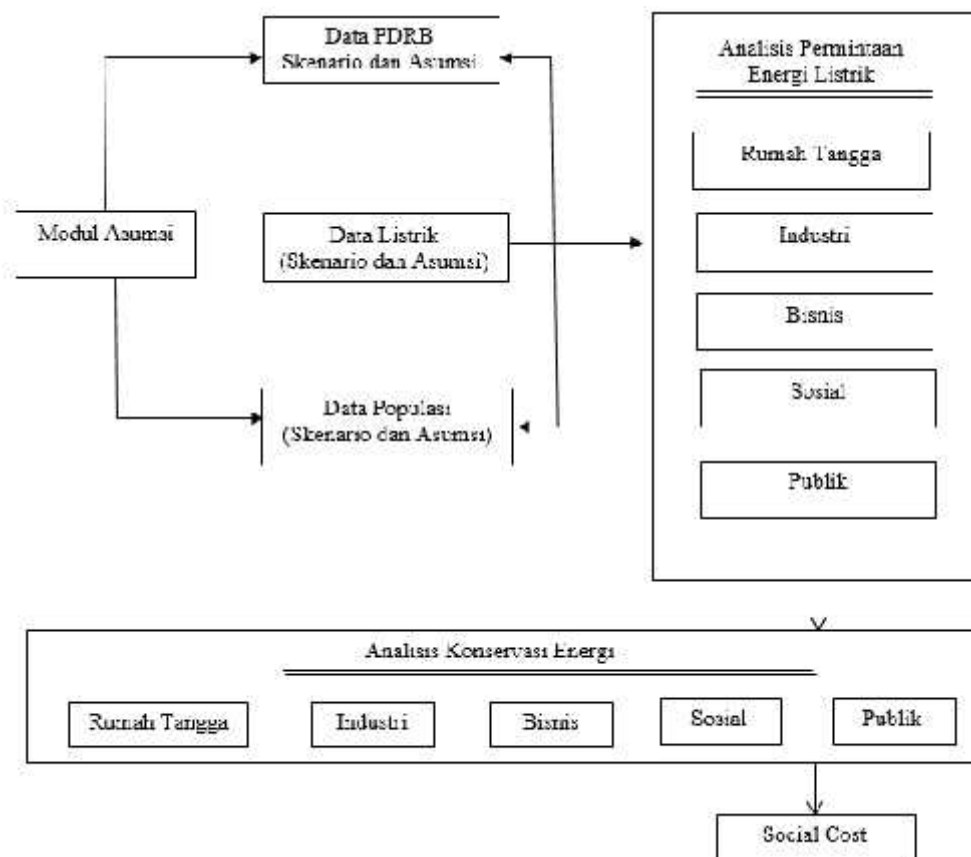 Data PDRB
Skenario dan Asumsi
Modul Asumsi
Data Listrik
(Skenario dan Asumsi)
Data Populasi
(Skenario dan Asumsi)
Analisis Permintaan
Energi Listrik
Rumah Tangga
Industri
Bisnis
Sosial
Publik
Analisis Konservasi Energi
Rumah Tangga
Industri
Bisnis
Sosial
Publik
Social Cost